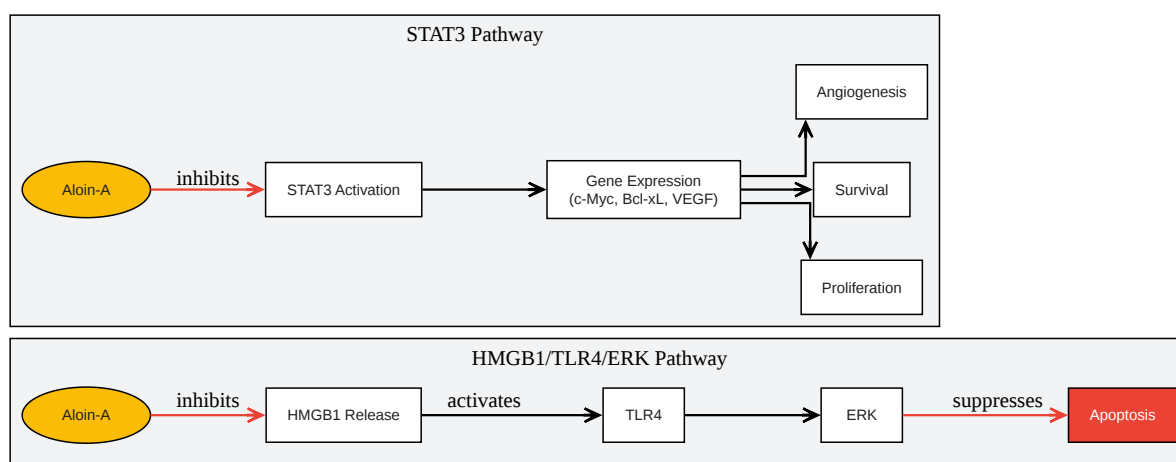 STAT3 Pathway
Angiogenesis
Aloin-A
inhibits
STAT3 Activation
Gene Expression
(c-Myc, Bcl-xL, VEGF)
Survival
Proliferation
HMGB1/TLR4/ERK Pathway
Aloin-A
inhibits
HMGB1 Release
activates
TLR4
ERK
suppresses
Apoptosis